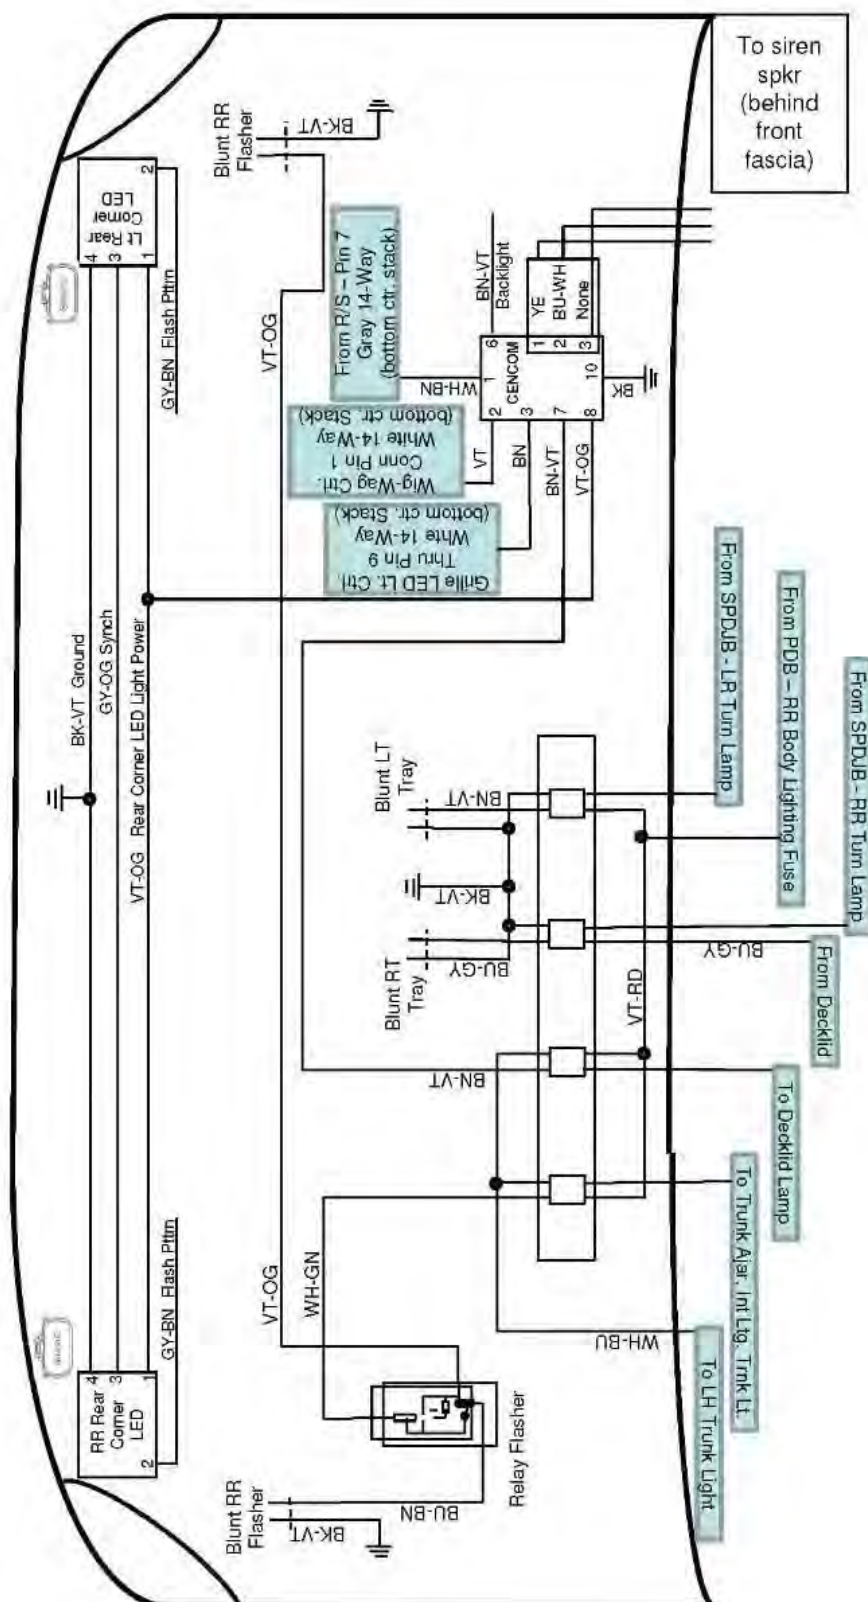 To siren
spkr
(behind
front
fascia)
Blunt RR
Flasher
BK-VT
2
Lt Rear
Corner
LED
4
3
1
GY-BN Flash Pttrn
VT-OG
From R/S – Pin 7
Gray 14-Way
(bottom ctr. stack)
BN-VT
Backlight
YE
BU-WH
None
1
2
3
6
1
CENCOM
10
2
3
7
8
WH-BN
BK
Wig-Wag Ctrl.
Conn Pin 1
White 14-Way
(bottom ctr. Stack)
VT
BN
BN-VT
VT-OG
Grille LED Lt. Ctrl.
Thru Pin 9
Whte 14-Way
(bottom ctr. Stack)
BK-VT Ground
GY-OG Synch
VT-OG Rear Corner LED Light Power
From SPDJB - LR Turn Lamp
From PDB – RR Body Lighting Fuse
From SPDJB - RR Turn Lamp
Blunt LT
Tray
BN-VT
BK-VT
Blunt RT
Tray
BU-GY
BU-GY
From Decklid
VT-RD
BN-VT
To Decklid Lamp
To Trunk Ajar, Int Ltg, Trnk Lt.
WH-BU
To LH Trunk Light
GY-BN Flash Pttrn
VT-OG
WH-GN
4
3
1
2
RR Rear
Corner
LED
Relay Flasher
Blunt RR
Flasher
BK-VT
BU-BN